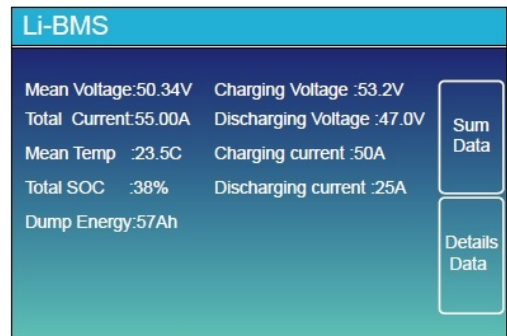 Li-BMS
Mean Voltage:50.34V
Total Current:55.00A
Mean Temp :23.5C
Total SOC :38%
Dump Energy:57Ah
Charging Voltage :53.2V
Discharging Voltage :47.0V
Charging current :50A
Discharging current :25A
Sum
Data
Details
Data